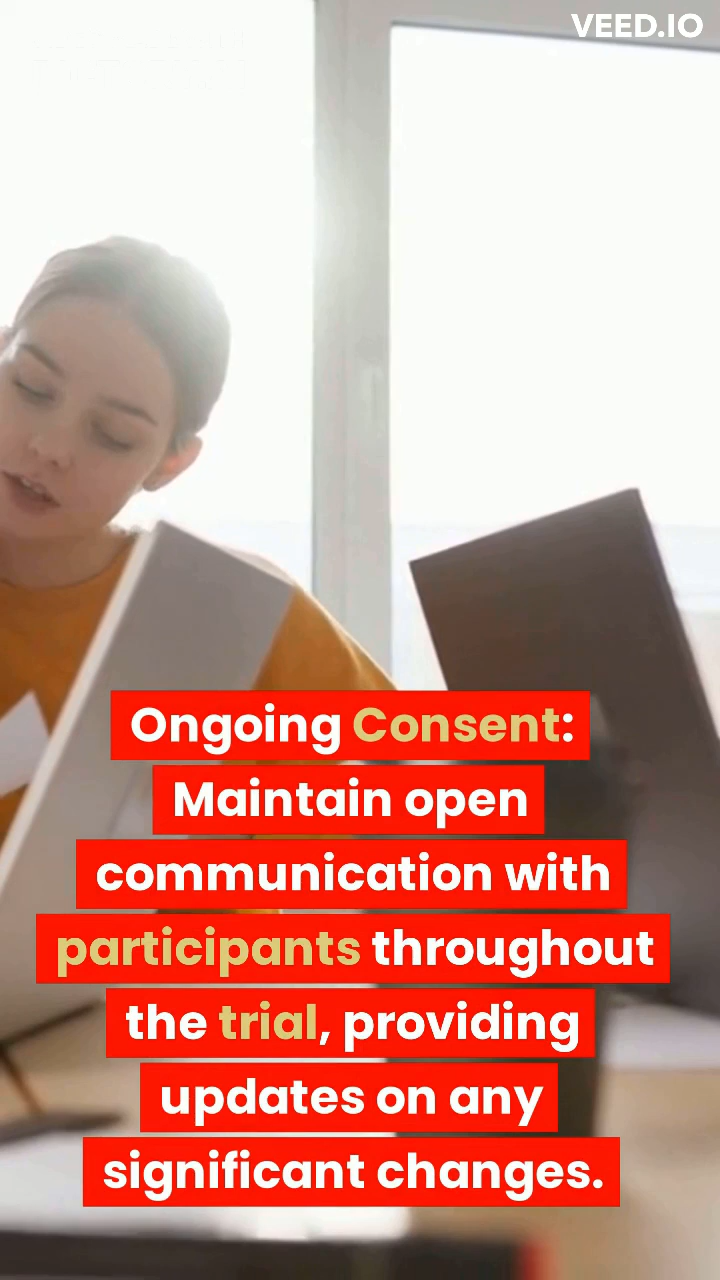 VEED.IO
Ongoing Consent:
Maintain open
communication with
participants throughout
the trial, providing
updates on any
significant changes.